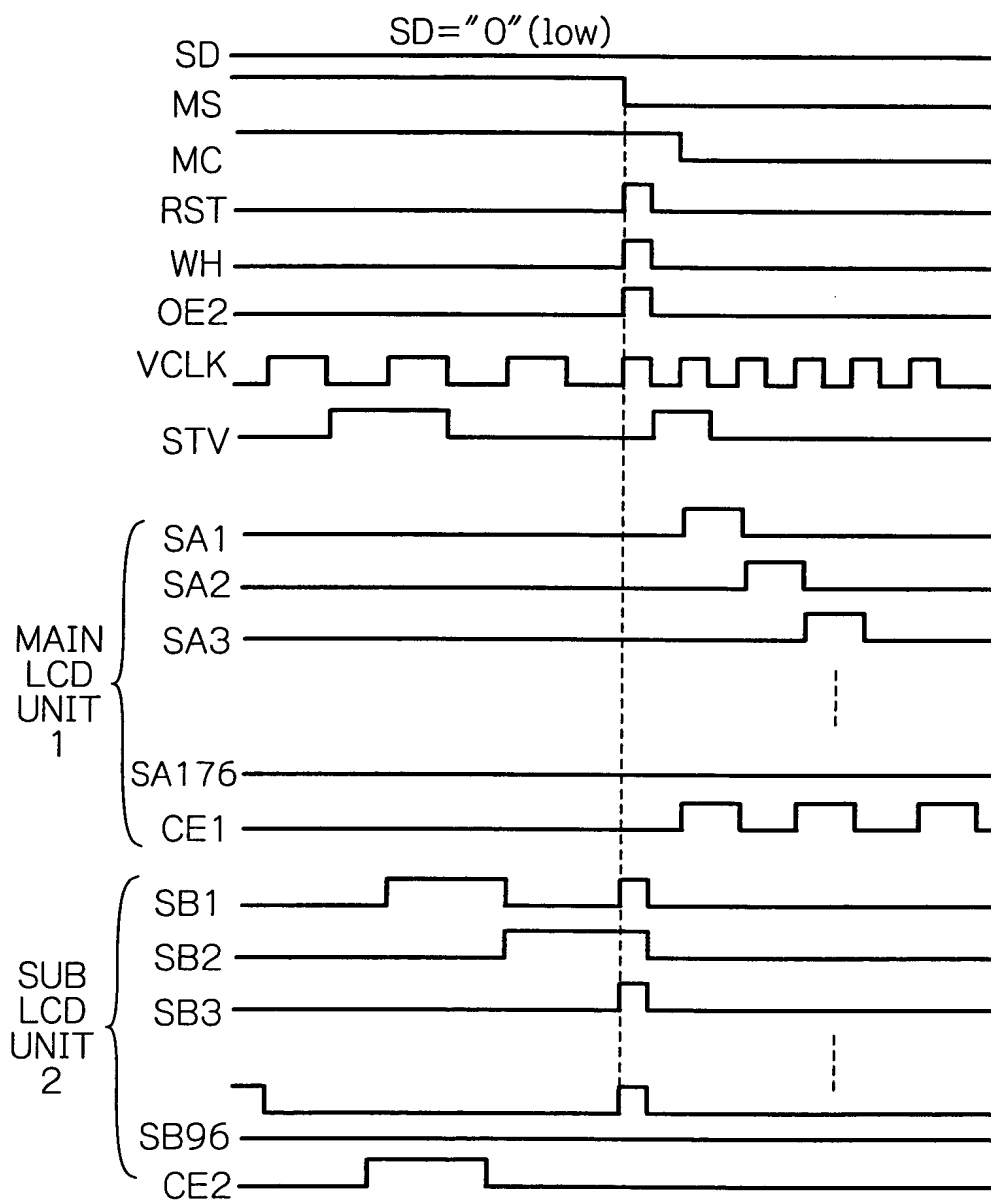 SD="0"(low)
SD
MS
MC
RST
WH
OE2
VCLK
STV
MAIN
LCD
UNIT
1
SA1
SA2
SA3
SA176
CE1
SUB
LCD
UNIT
2
SB1
SB2
SB3
SB96
CE2